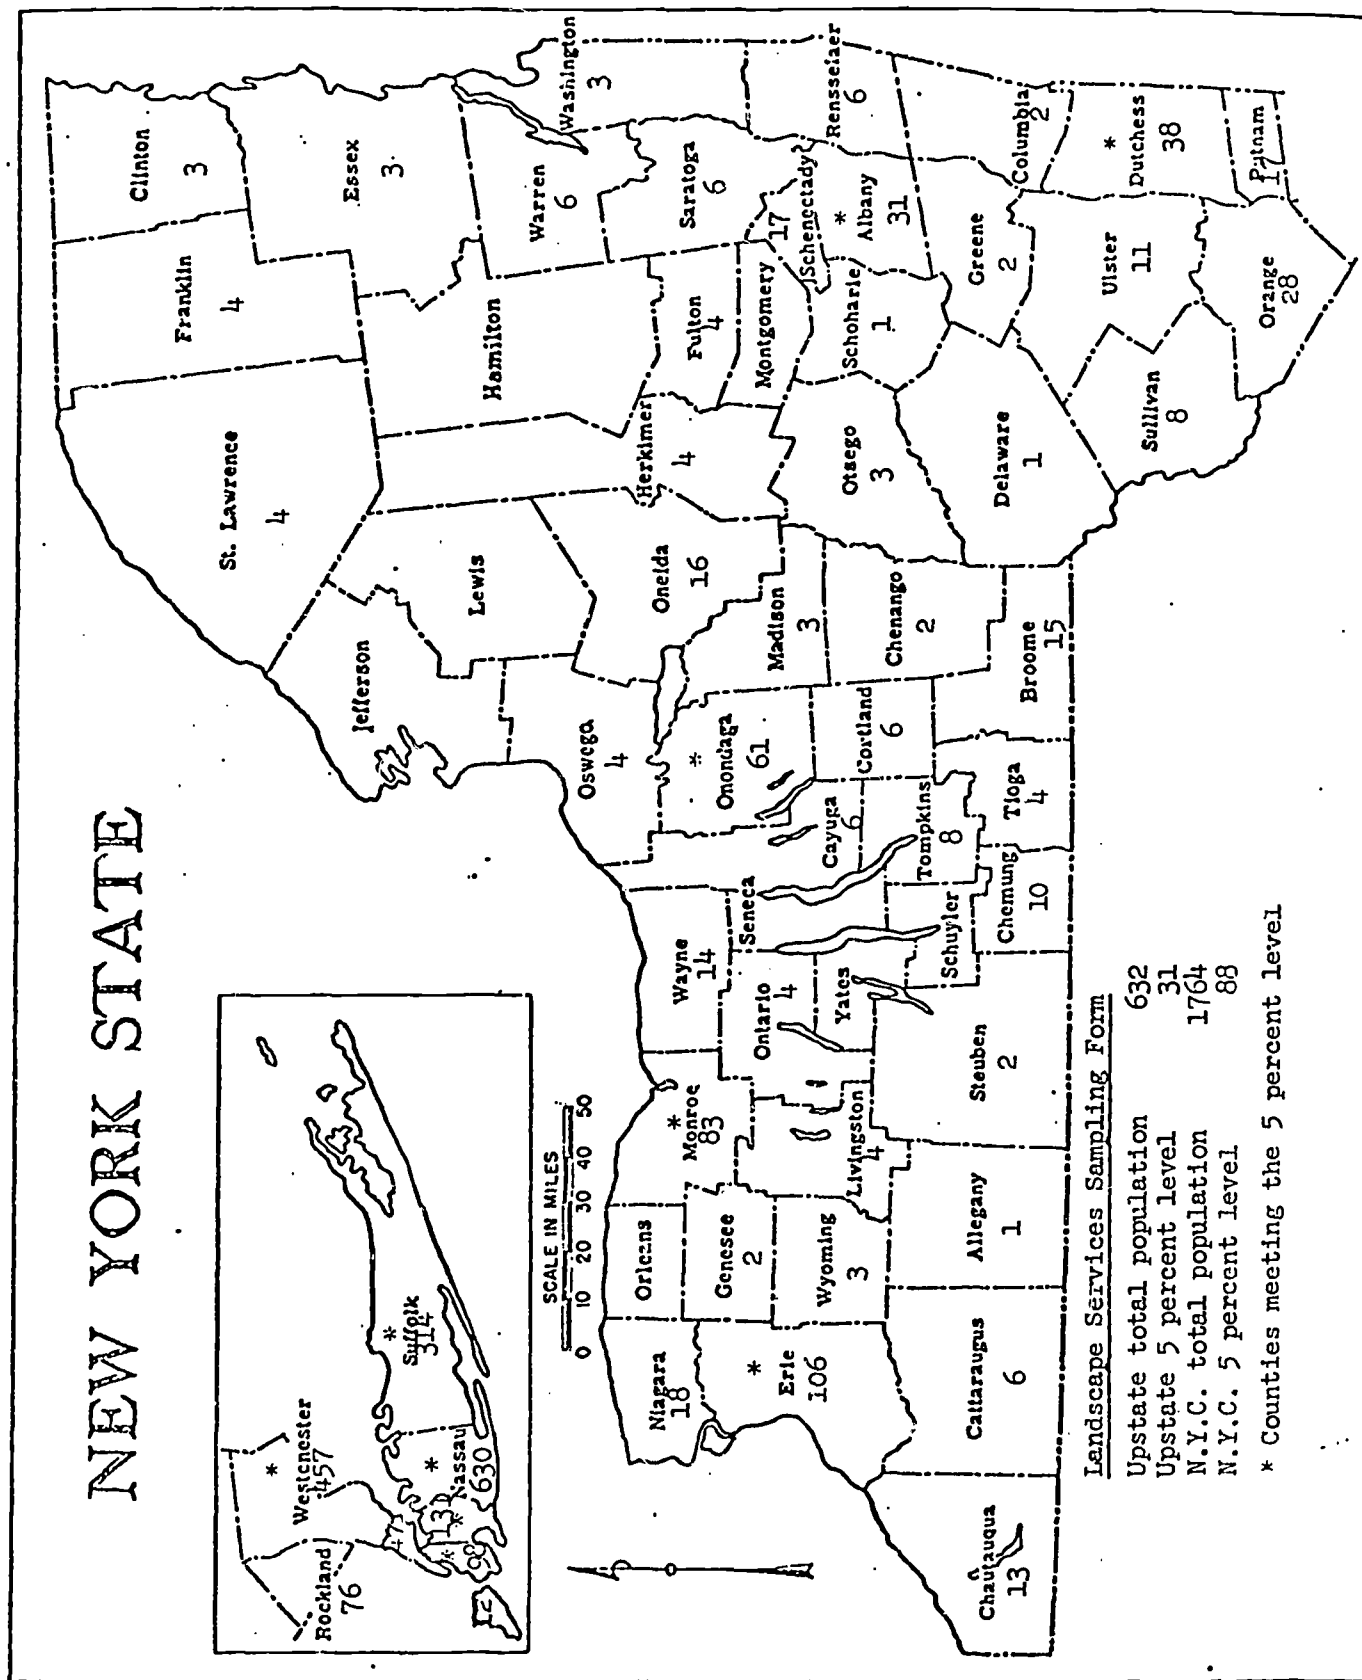 NEW YORK STATE
Rockland
76
*
Westchester
457
47
*
98
13
*
12
*
Nassau
630
*
Suffolk
314
SCALE IN MILES
0 10 20 30 40 50
Clinton
3
Franklin
4
St. Lawrence
4
Essex
3
Jefferson
Lewis
Hamilton
Warren
6
Washington
3
Oswego
4
Oneida
16
Herkimer
4
Fulton
4
Saratoga
6
Niagara
18
Orleans
*
Monroe
83
Wayne
14
*
Onondaga
61
Madison
3
Montgomery
17
Schenectady
Rensselaer
6
*
Erie
106
Genesee
2
Wyoming
3
Livingston
4
Ontario
4
Yates
Seneca
Cayuga
6
Cortland
6
Chenango
2
Otsego
3
Schoharie
1
*
Albany
31
Chautauqua
13
Cattaraugus
6
Allegany
1
Steuben
2
Schuyler
Tompkins
8
Chemung
10
Tioga
4
Broome
15
Delaware
1
Greene
2
Columbia
2
Ulster
11
*
Dutchess
38
Sullivan
8
Orange
28
Putnam
17
Landscape Services Sampling Form
Upstate total population 632
Upstate 5 percent level 31
N.Y.C. total population 1764
N.Y.C. 5 percent level 88
* Counties meeting the 5 percent level